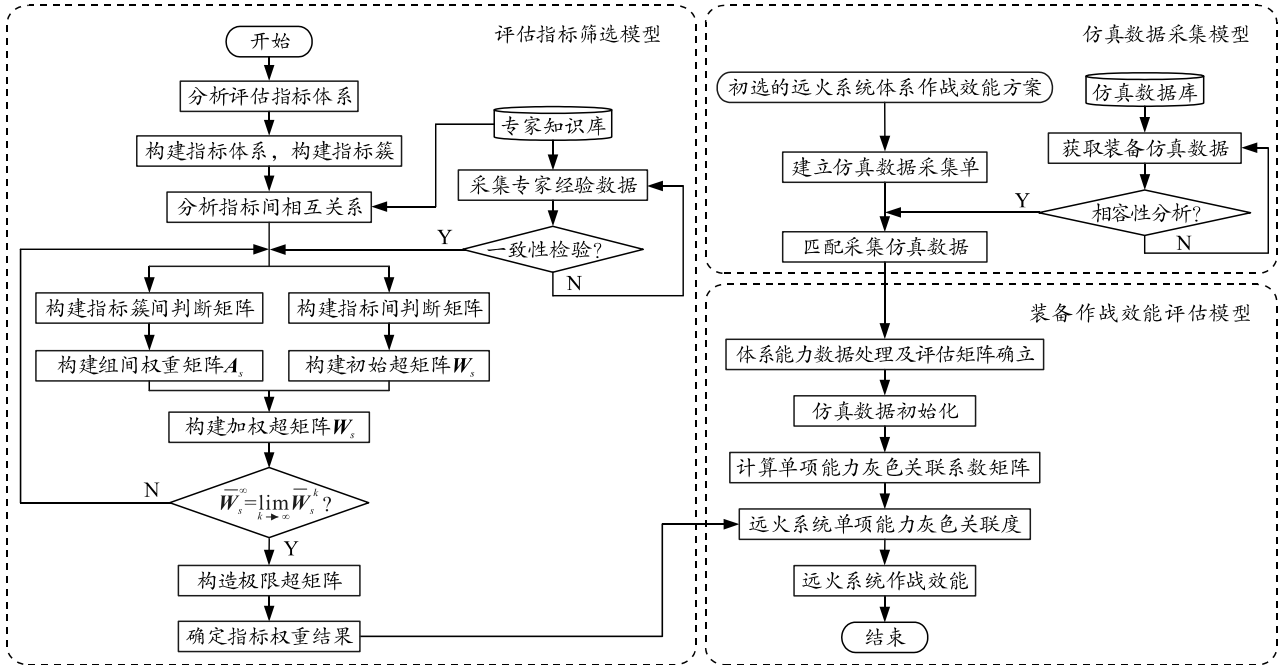 评估指标筛选模型
开始
分析评估指标体系
构建指标体系，构建指标簇
分析指标间相互关系
专家知识库
采集专家经验数据
一致性检验?
Y
N
构建指标簇间判断矩阵
构建指标间判断矩阵
构建组间权重矩阵Aₛ
构建初始超矩阵Wₛ
构建加权超矩阵W̅ₛ
W̅ₛ^∞=lim W̅ₛ^k?
k→∞
N
Y
构造极限超矩阵
确定指标权重结果
仿真数据采集模型
初选的远火系统体系作战效能方案
建立仿真数据采集单
匹配采集仿真数据
仿真数据库
获取装备仿真数据
相容性分析?
Y
N
装备作战效能评估模型
体系能力数据处理及评估矩阵确立
仿真数据初始化
计算单项能力灰色关联系数矩阵
远火系统单项能力灰色关联度
远火系统作战效能
结束